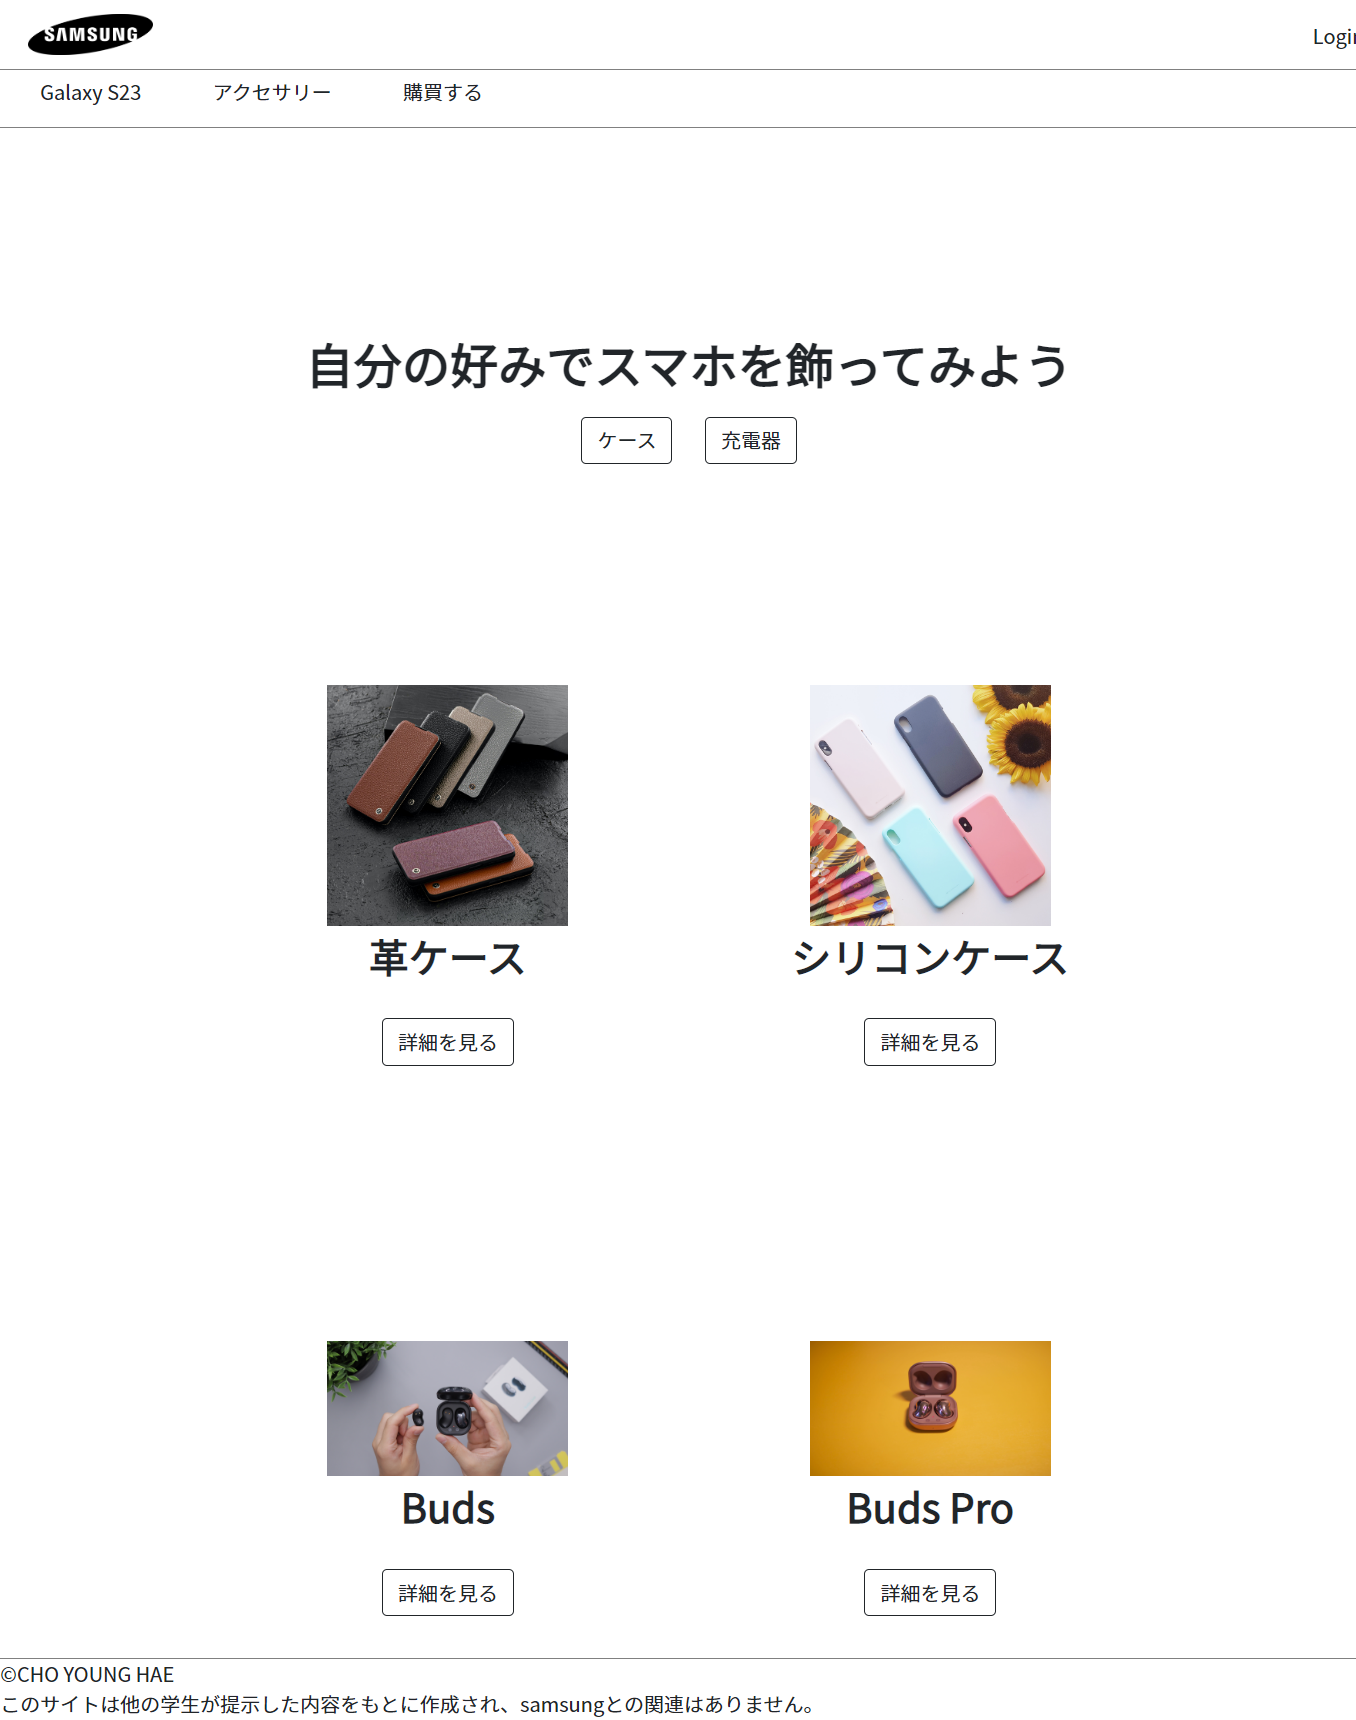 SAMSUNG
Login
Galaxy S23 アクセサリー 購買する
自分の好みでスマホを飾ってみよう
ケース 充電器
革ケース シリコンケース
詳細を見る 詳細を見る
Buds Buds Pro
詳細を見る 詳細を見る
©CHO YOUNG HAE
このサイトは他の学生が提示した内容をもとに作成され、samsungとの関連はありません。